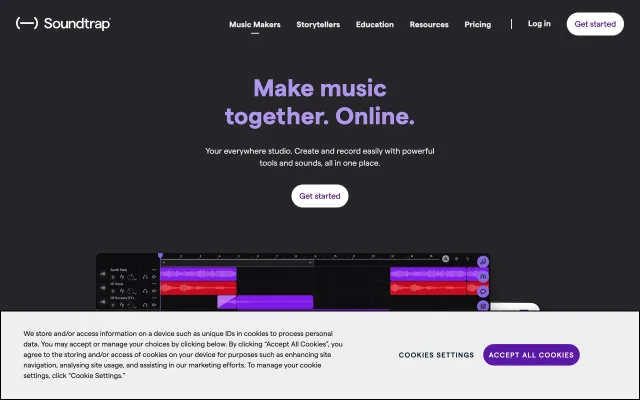 Soundtrap
Music Makers
Storytellers
Education
Resources
Pricing
Log in
Get started
Make music
together. Online.
Your everywhere studio. Create and record easily with powerful
tools and sounds, all in one place.
Get started
We store and/or access information on a device such as unique IDs in cookies to process personal
data. You may accept or manage your choices by clicking below. By clicking “Accept All Cookies”, you
agree to the storing and/or access of cookies on your device for purposes such as enhancing site
navigation, analysing site usage, and assisting in our marketing efforts. To manage your cookie
settings, click “Cookie Settings.”
COOKIES SETTINGS
ACCEPT ALL COOKIES